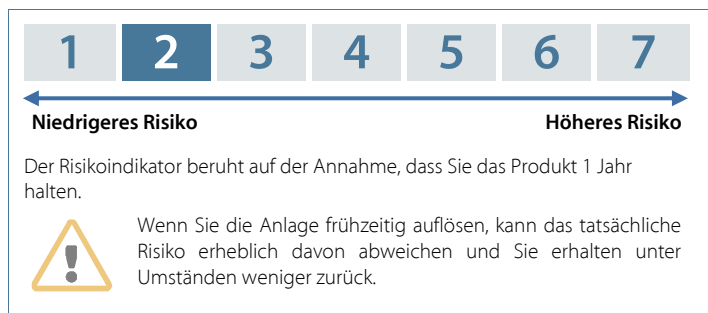 1 2 3 4 5 6 7
Niedrigeres Risiko Höheres Risiko
Der Risikoindikator beruht auf der Annahme, dass Sie das Produkt 1 Jahr
halten.
Wenn Sie die Anlage frühzeitig auflösen, kann das tatsächliche
Risiko erheblich davon abweichen und Sie erhalten unter
Umständen weniger zurück.